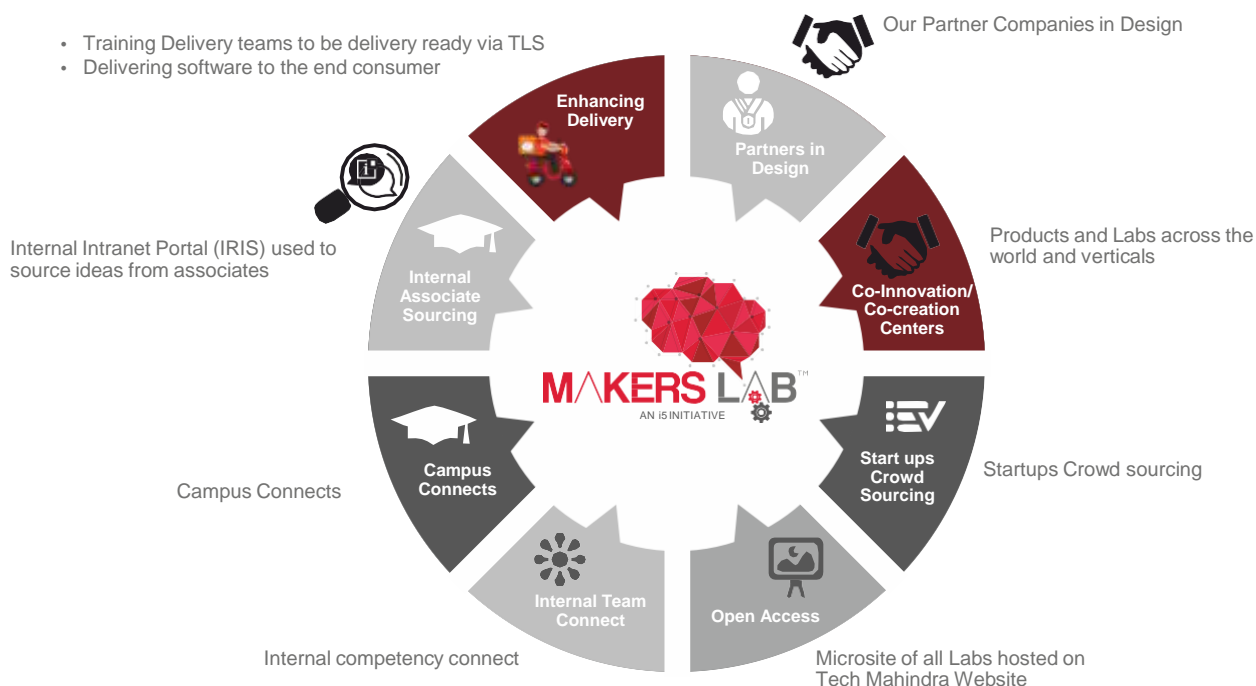 Our Partner Companies in Design
• Training Delivery teams to be delivery ready via TLS
• Delivering software to the end consumer
Enhancing
Delivery
Partners in
Design
Internal Intranet Portal (IRIS) used to
source ideas from associates
Internal
Associate
Sourcing
Co-Innovation/
Co-creation
Centers
Products and Labs across the
world and verticals
MAKERS LAB™
AN i5 INITIATIVE
Campus Connects
Campus
Connects
Start ups
Crowd
Sourcing
Startups Crowd sourcing
Internal Team
Connect
Open Access
Internal competency connect
Microsite of all Labs hosted on
Tech Mahindra Website